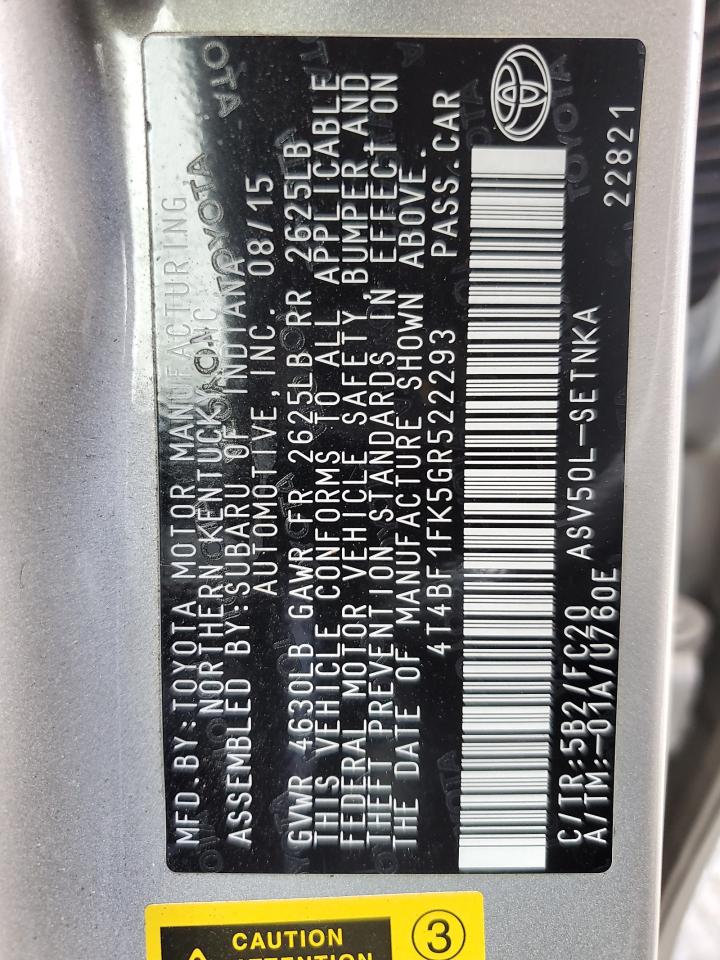 MFD.BY:TOYOTA MOTOR MANUFACTURING
NORTHERN KENTUCKY, INC.
ASSEMBLED BY:SUBARU OF INDIANA
AUTOMOTIVE, INC. 08/15
GVWR 4630LB GAWR FR 2625LB RR 2625LB
THIS VEHICLE CONFORMS TO ALL APPLICABLE
FEDERAL MOTOR VEHICLE SAFETY, BUMPER AND
THEFT PREVENTION STANDARDS IN EFFECT ON
THE DATE OF MANUFACTURE SHOWN ABOVE.
4T4BF1FK5GR522293 PASS.CAR
C/TR:5B2/FC20 ASV50L-SETNKA
A/TM:-01A/U760E 22821
CAUTION
ATTENTION
3